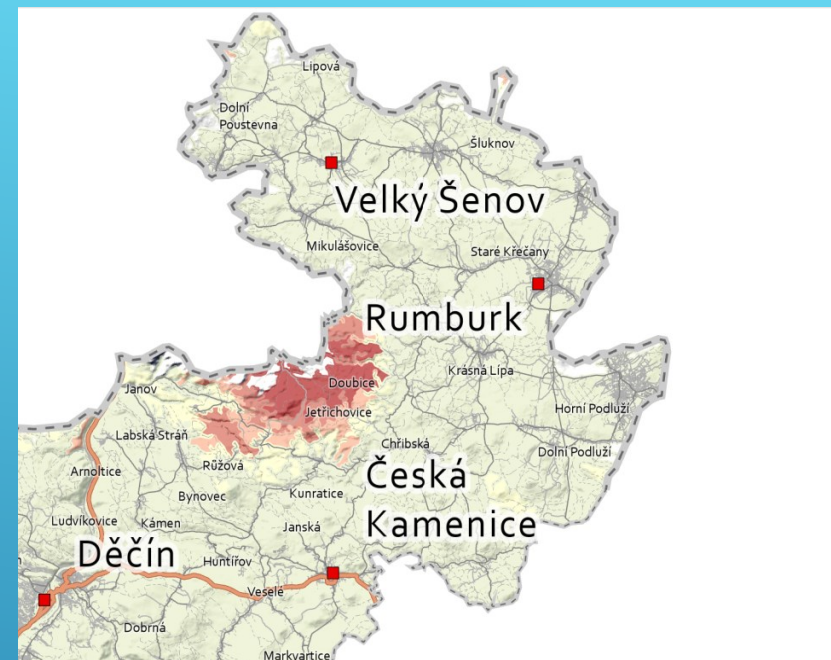 Lipová
Dolní
Poustevna
Šluknov
Velký Šenov
Mikulášovice
Staré Křečany
Rumburk
Krásná Lípa
Doubice
Janov
Jetřichovice
Horní Podluží
Labská Stráň
Chřibská
Dolní Podluží
Růžová
Arnoltice
Česká
Kamenice
Bynovec
Kunratice
Ludvíkovice
Kámen
Janská
Děčín
Huntířov
Veselé
Dobrná
Markvartice